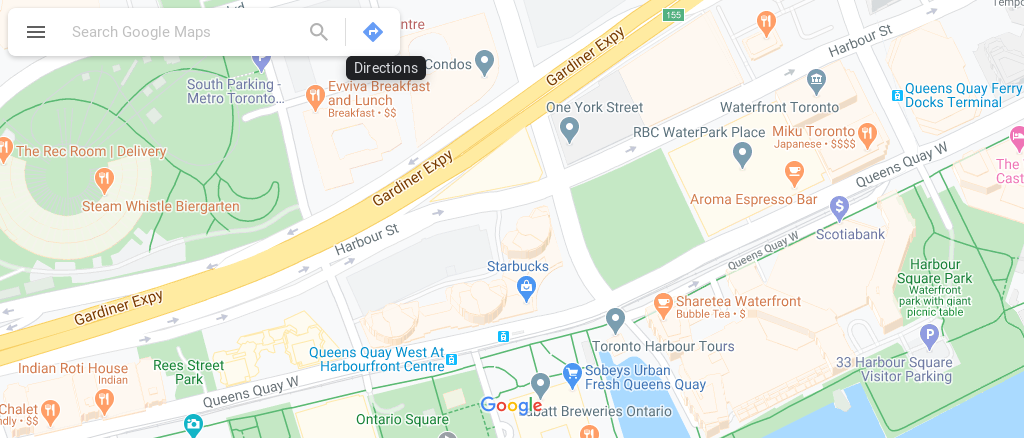 Search Google Maps
Directions
Condos
155
Gardiner Expy
Harbour St
South Parking -
Metro Toronto...
Evviva Breakfast
and Lunch
Breakfast • $$
One York Street
Waterfront Toronto
Queens Quay Ferry
Docks Terminal
RBC WaterPark Place
Miku Toronto
Japanese • $$$$
The Rec Room | Delivery
Gardiner Expy
Queens Quay W
The
Cast
Steam Whistle Biergarten
Aroma Espresso Bar
Scotiabank
Harbour St
Queens Quay W
Starbucks
Harbour
Square Park
Waterfront
park with giant
picnic table
Gardiner Expy
Sharetea Waterfront
Bubble Tea • $
Toronto Harbour Tours
Queens Quay West At
Harbourfront Centre
Rees Street
Park
Indian Roti House
Indian
33 Harbour Square
Visitor Parking
P
Sobeys Urban
Fresh Queens Quay
Queens Quay W
Chalet
$$
Google
Breweries Ontario
Ontario Square